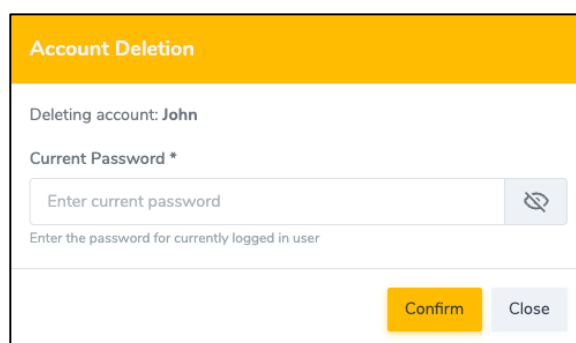 Account Deletion
Deleting account: John
Current Password *
Enter current password
Enter the password for currently logged in user
Confirm Close